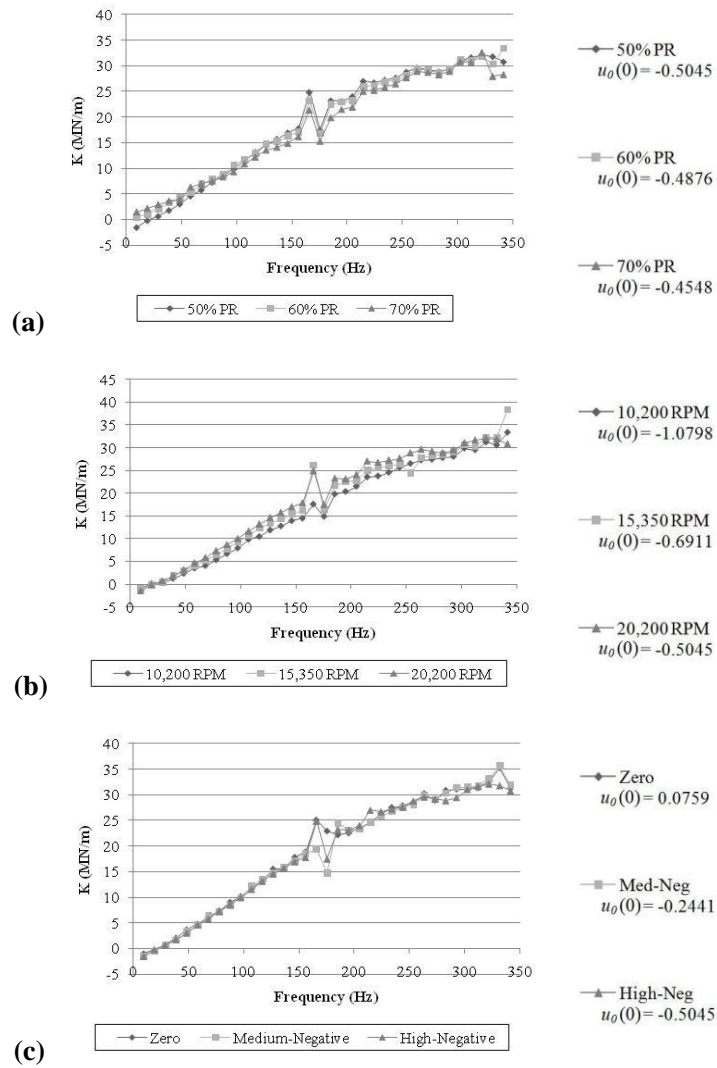 40
35
30
25
20
15
10
5
0
-5
K (MN/m)
0 50 100 150 200 250 300 350
Frequency (Hz)
50% PR 60% PR 70% PR
(a)
50% PR
u₀(0) = -0.5045
60% PR
u₀(0) = -0.4876
70% PR
u₀(0) = -0.4548
45
40
35
30
25
20
15
10
5
0
-5
K (MN/m)
0 50 100 150 200 250 300 350
Frequency (Hz)
10,200 RPM 15,350 RPM 20,200 RPM
(b)
10,200 RPM
u₀(0) = -1.0798
15,350 RPM
u₀(0) = -0.6911
20,200 RPM
u₀(0) = -0.5045
40
35
30
25
20
15
10
5
0
-5
K (MN/m)
0 50 100 150 200 250 300 350
Frequency (Hz)
Zero Medium-Negative High-Negative
(c)
Zero
u₀(0) = 0.0759
Med-Neg
u₀(0) = -0.2441
High-Neg
u₀(0) = -0.5045